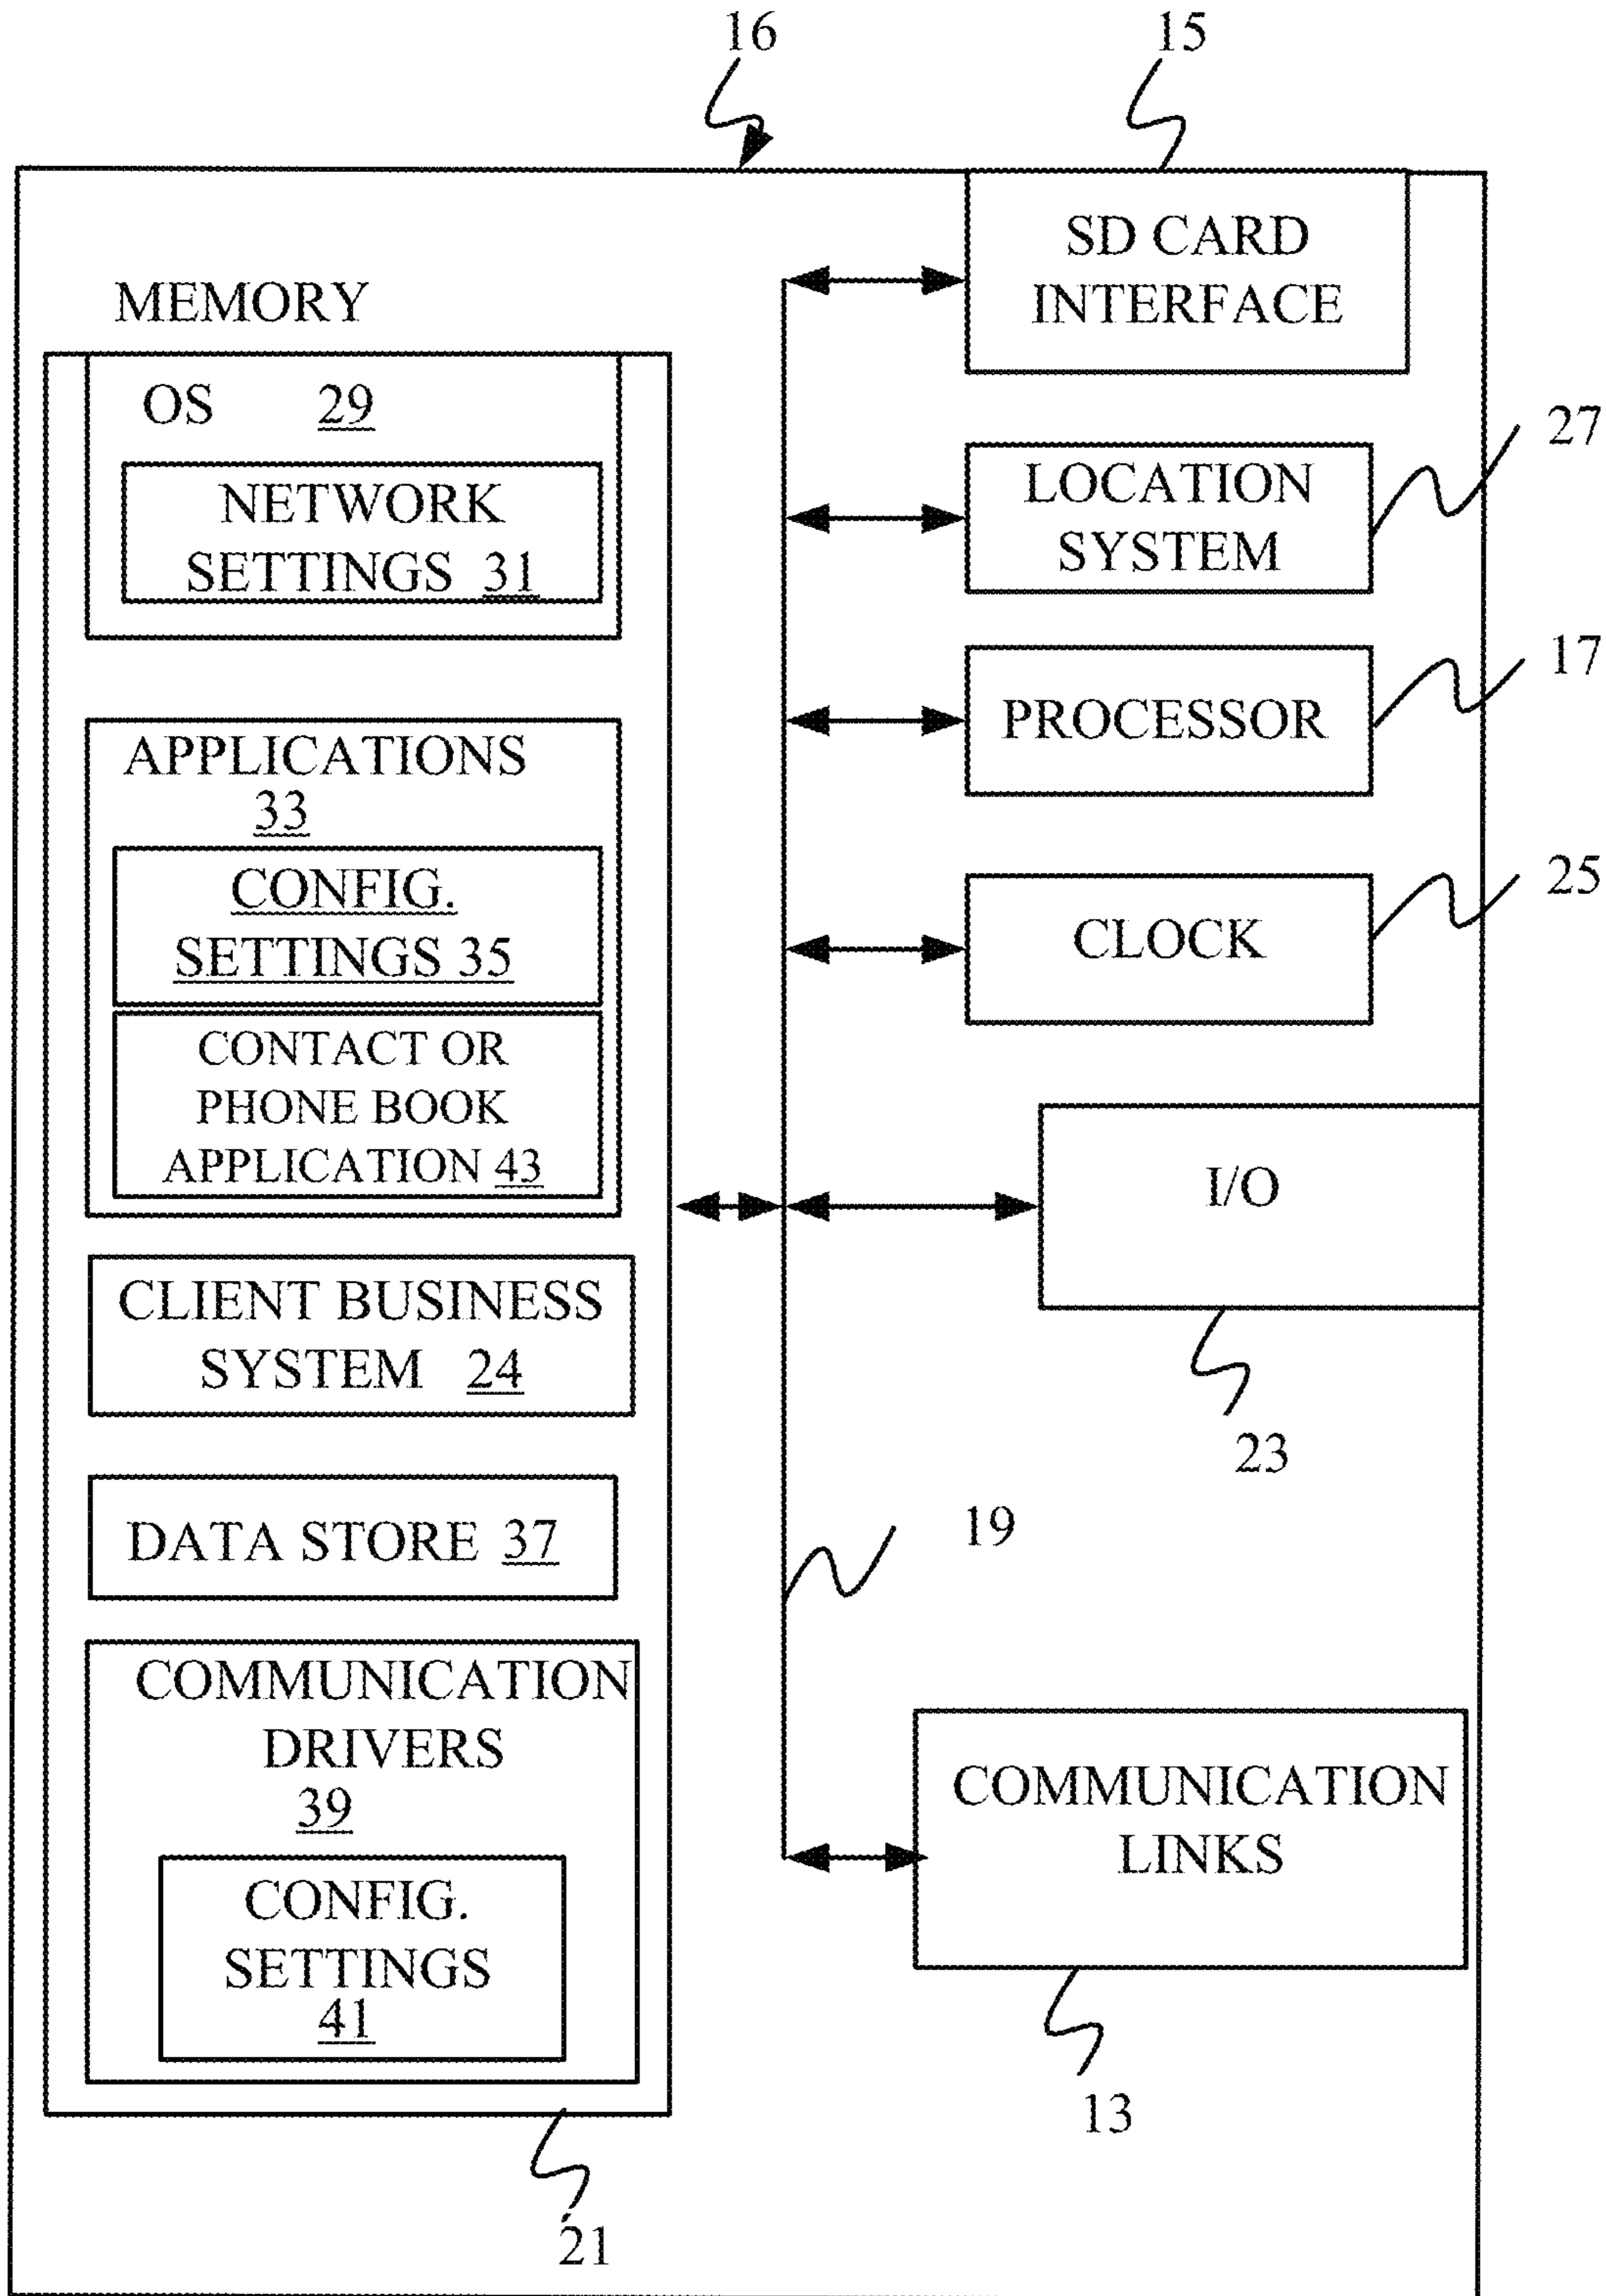 16
15
SD CARD
INTERFACE
MEMORY
OS 29
NETWORK
SETTINGS 31
APPLICATIONS
33
CONFIG.
SETTINGS 35
CONTACT OR
PHONE BOOK
APPLICATION 43
CLIENT BUSINESS
SYSTEM 24
DATA STORE 37
COMMUNICATION
DRIVERS
39
CONFIG.
SETTINGS
41
21
LOCATION
SYSTEM
27
PROCESSOR
17
CLOCK
25
I/O
23
19
COMMUNICATION
LINKS
13